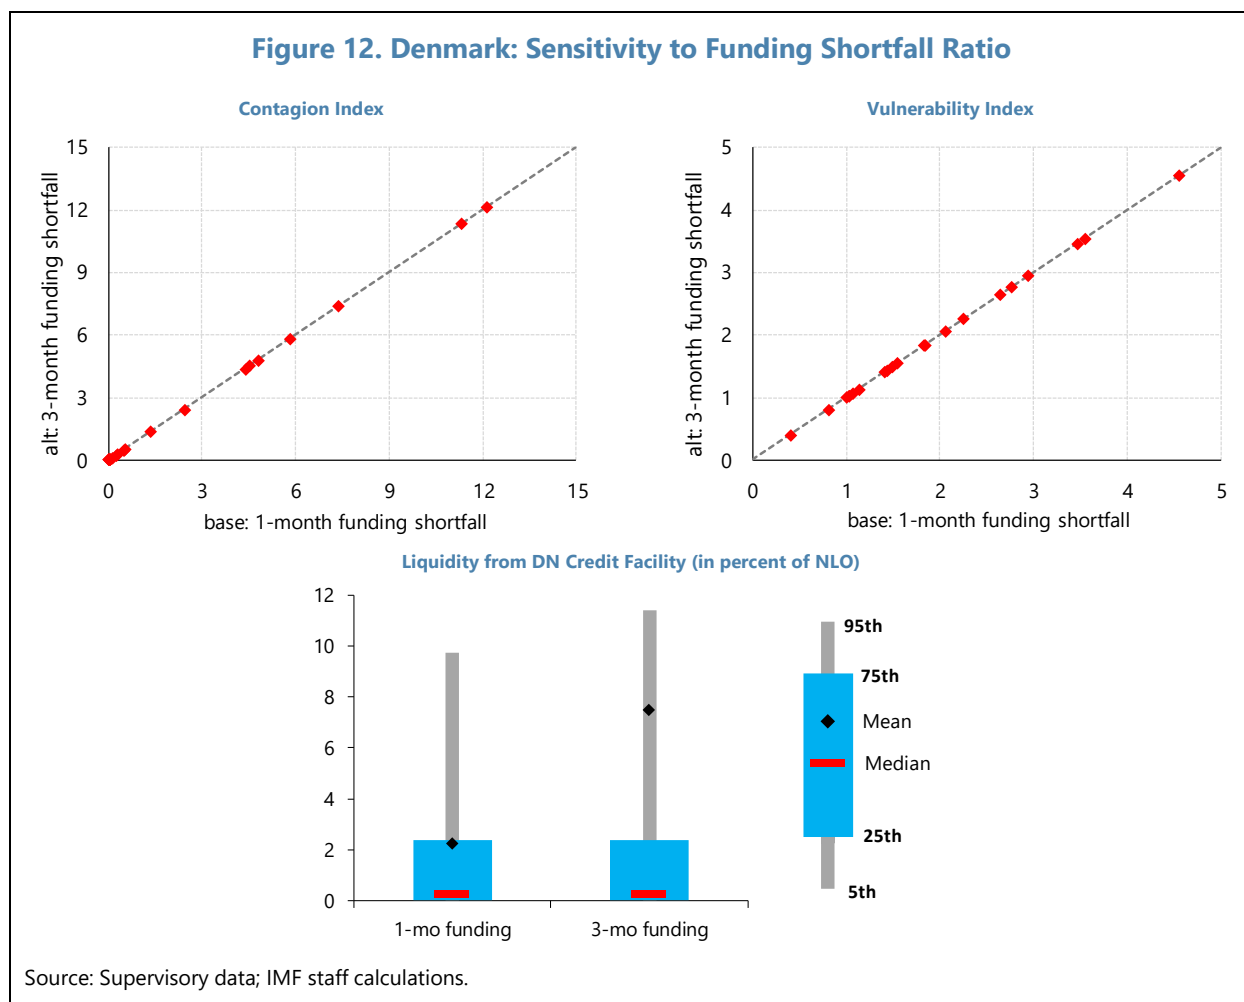 Figure 12. Denmark: Sensitivity to Funding Shortfall Ratio
Contagion Index
15
12
9
6
3
0
0 3 6 9 12 15
alt: 3-month funding shortfall
base: 1-month funding shortfall
Vulnerability Index
5
4
3
2
1
0
0 1 2 3 4 5
alt: 3-month funding shortfall
base: 1-month funding shortfall
Liquidity from DN Credit Facility (in percent of NLO)
12
10
8
6
4
2
0
1-mo funding 3-mo funding
95th
75th
Mean
Median
25th
5th
Source: Supervisory data; IMF staff calculations.